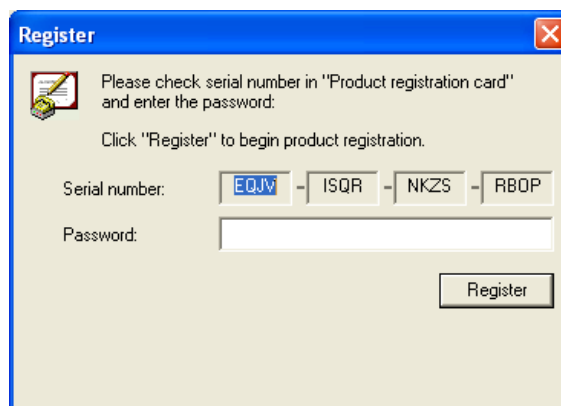 Register
Please check serial number in "Product registration card"
and enter the password:
Click "Register" to begin product registration.
Serial number: EQJV - ISQR - NKZS - RBOP
Password:
Register